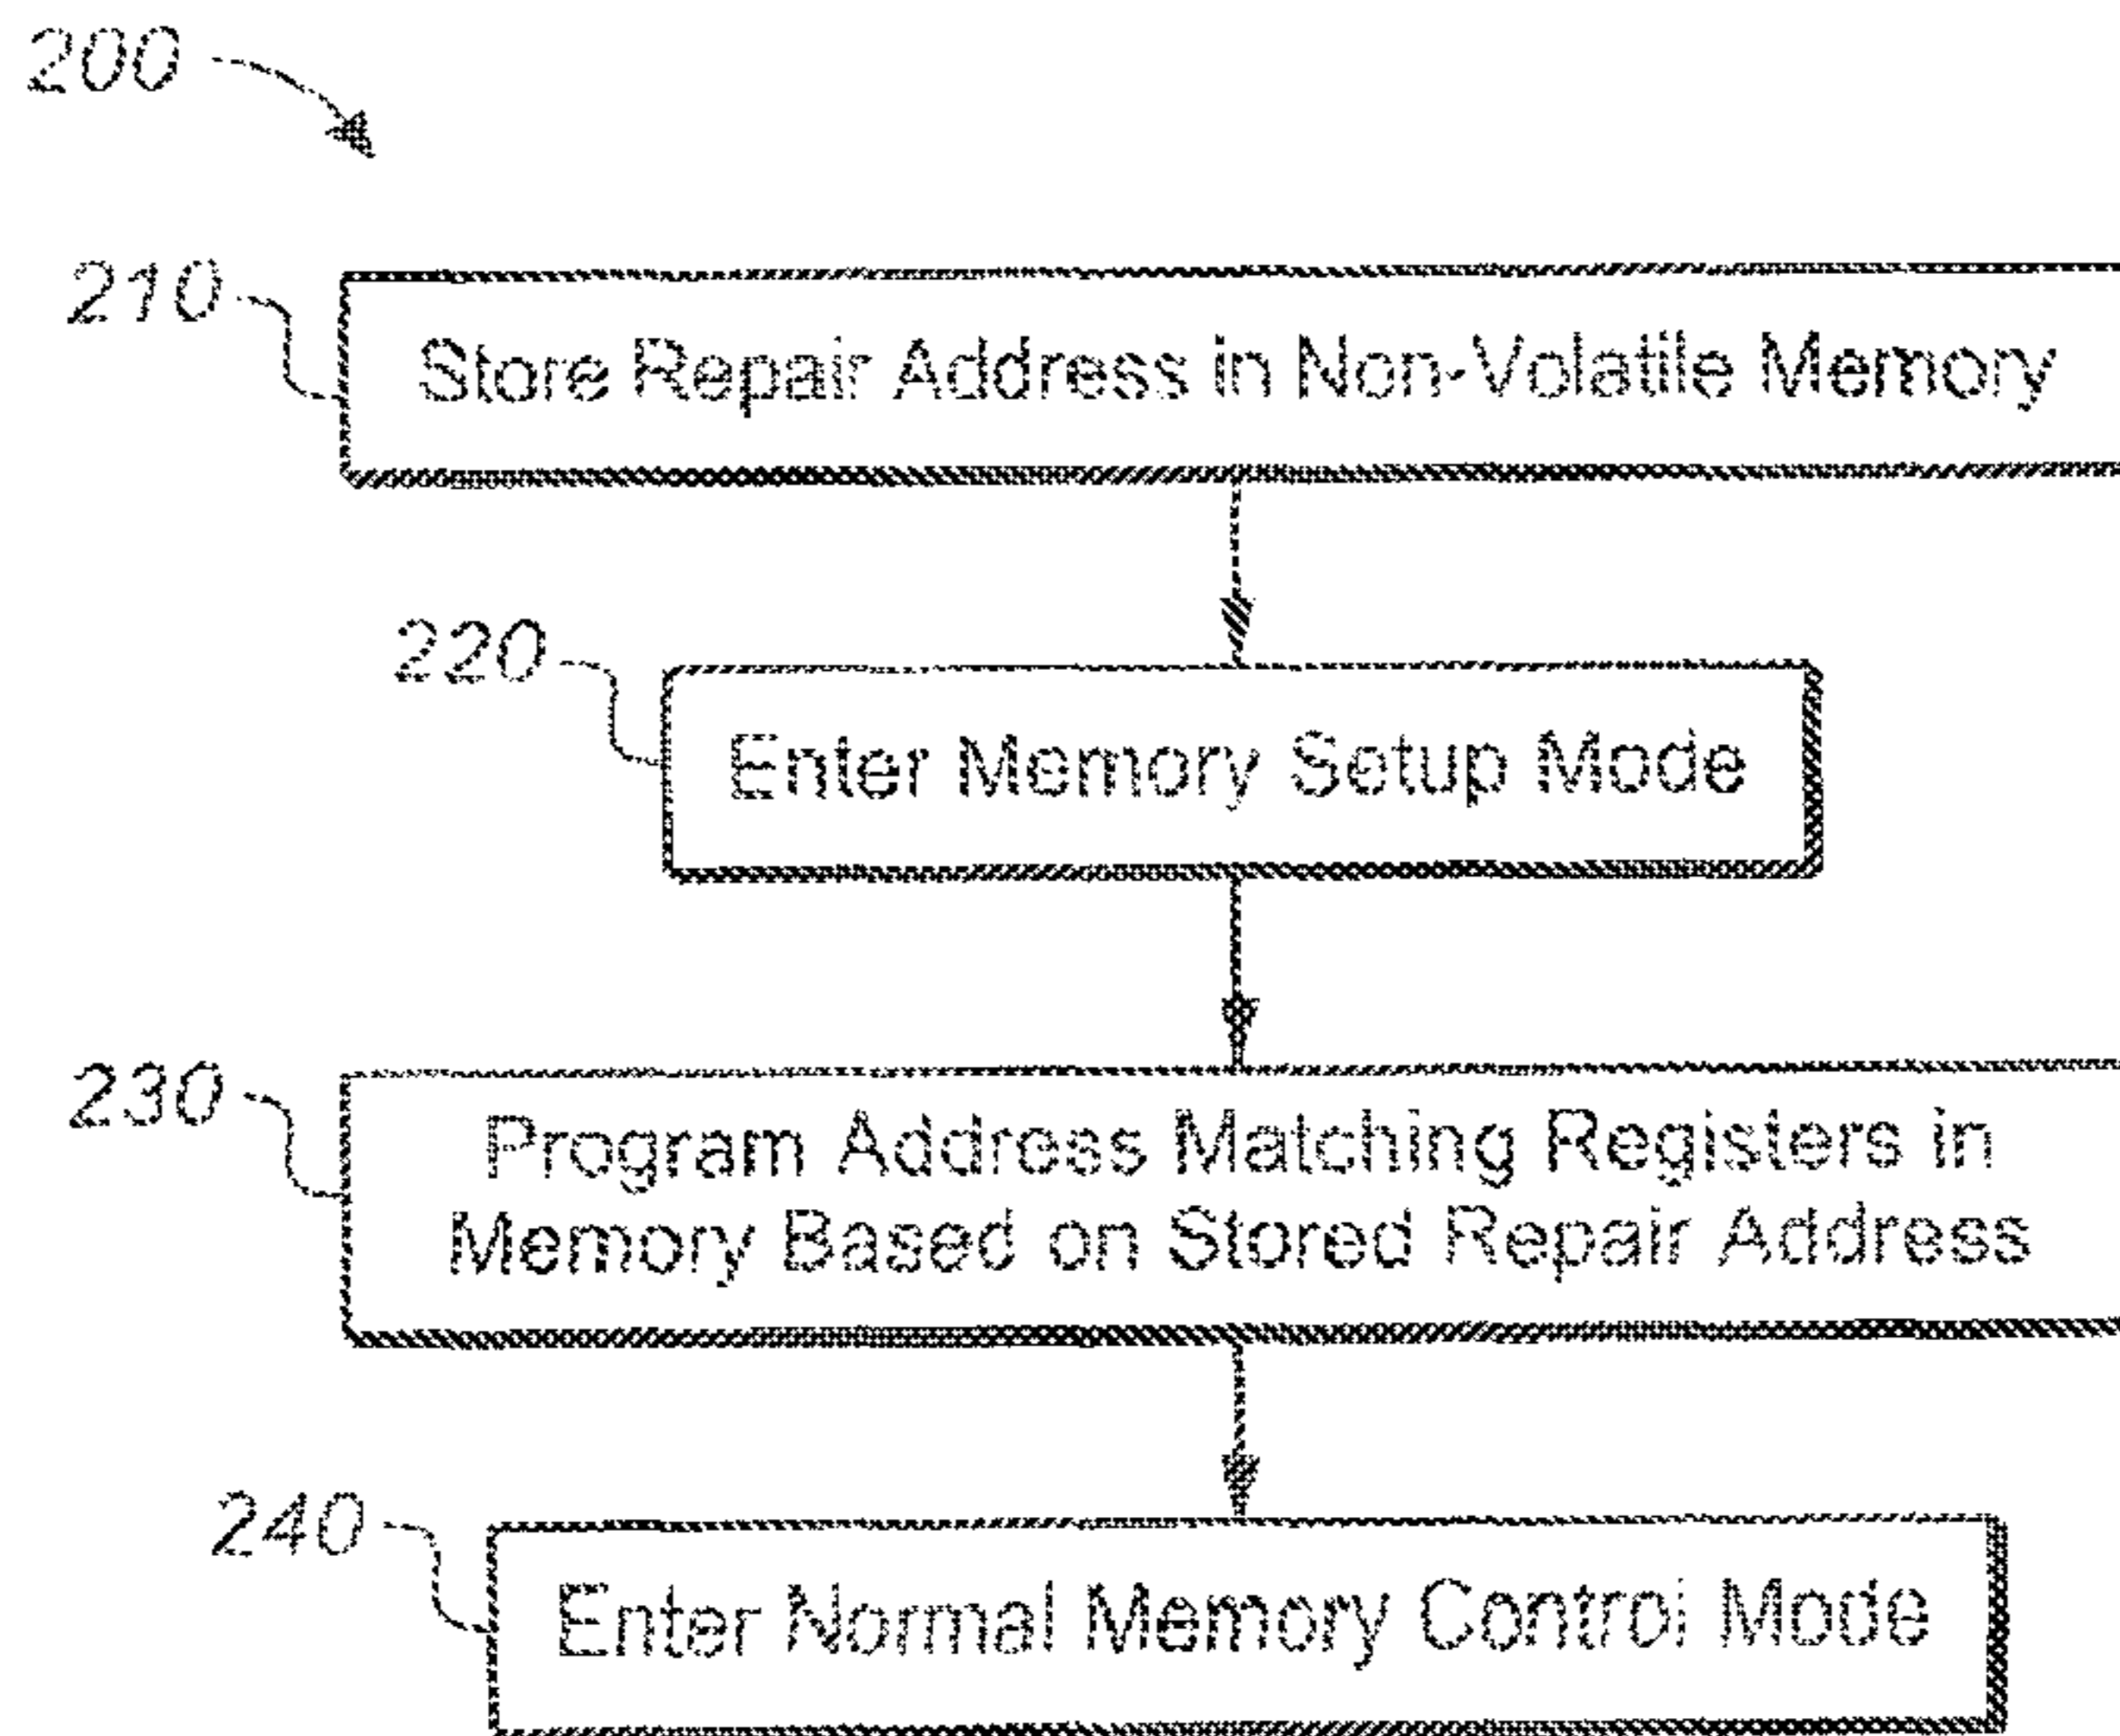 200
210
Store Repair Address in Non-Volatile Memory
220
Enter Memory Setup Mode
230
Program Address Matching Registers in
Memory Based on Stored Repair Address
240
Enter Normal Memory Control Mode